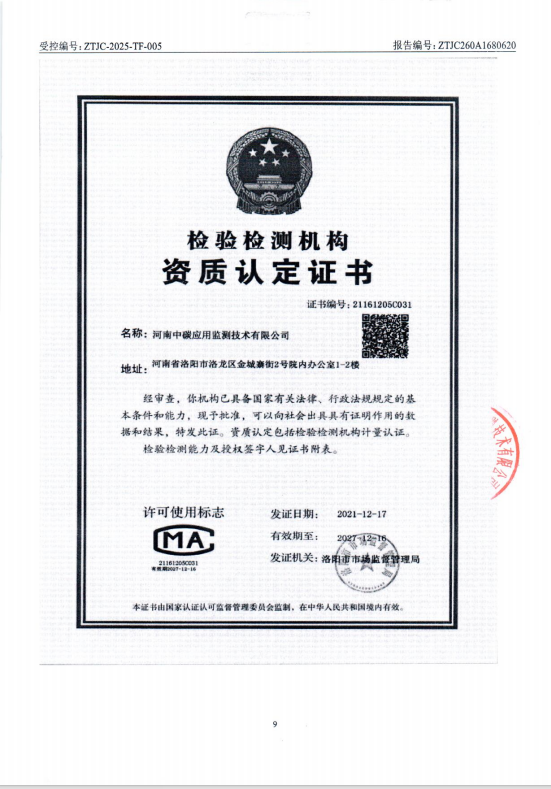 受控编号: ZTJC-2025-TF-005
报告编号: ZTJC260A1680620
检验检测机构
资质认定证书
证书编号: 21161205C031
名称: 河南中碳应用监测技术有限公司
地址: 河南省洛阳市洛龙区金城寨街2号院内办公室1-2楼
经审查, 你机构已具备国家有关法律、行政法规规定的基
本条件和能力, 现予批准, 可以向社会出具具有证明作用的数
据和结果, 特发此证。资质认定包括检验检测机构计量认证。
检验检测能力及授权签字人见证书附表。
许可使用标志
MA
21161205C031
有效期2027-12-16
发证日期: 2021-12-17
有效期至: 2027-12-16
发证机关: 洛阳市市场监督管理局
本证书由国家认证认可监督管理委员会监制, 在中华人民共和国境内有效。
技术有限
9